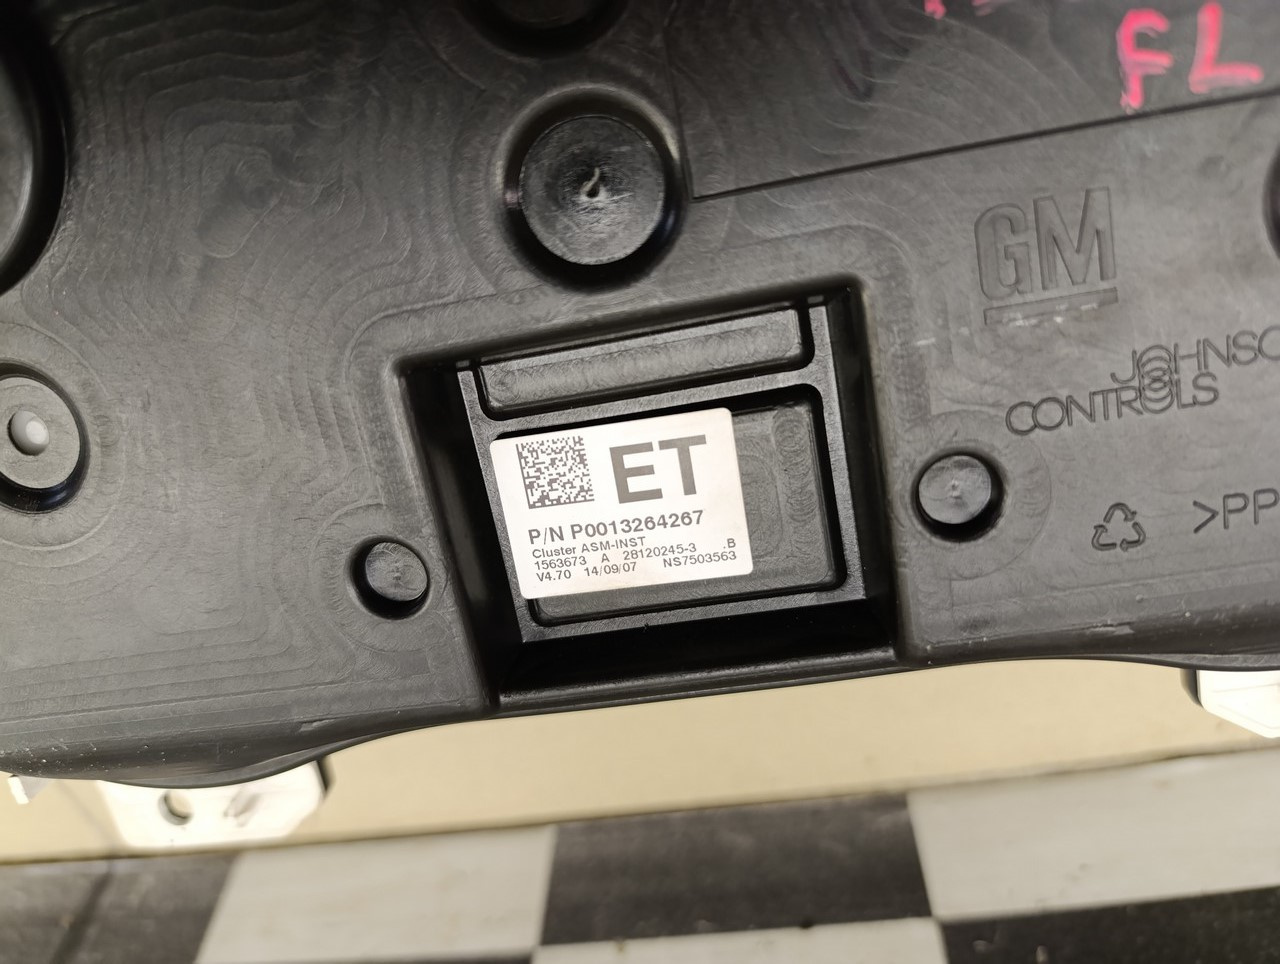 FL
GM
JOHNSO
CONTROLS
>PP
ET
P/N P0013264267
Cluster ASM-INST
1563673 A 28120245-3 .B
V4.70 14/09/07 NS7503563